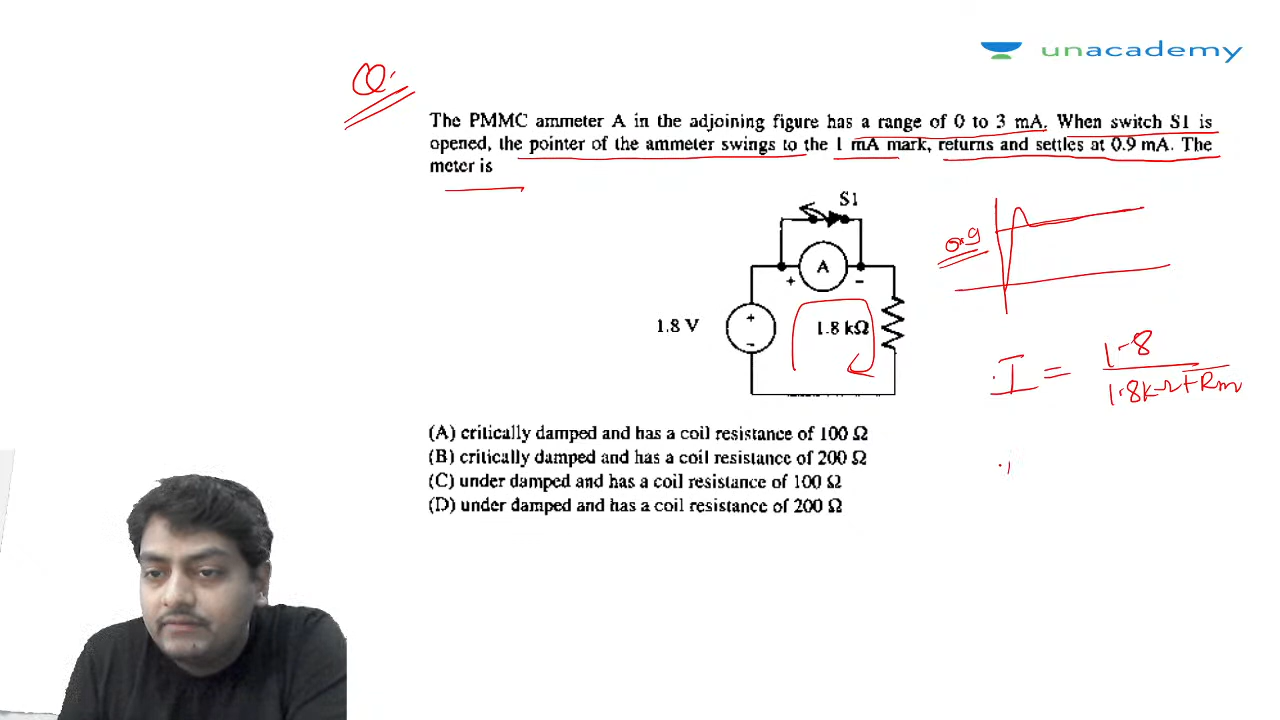 unacademy
Q.
The PMMC ammeter A in the adjoining figure has a range of 0 to 3 mA. When switch S1 is
opened, the pointer of the ammeter swings to the 1 mA mark, returns and settles at 0.9 mA. The
meter is
S1
A
+ −
0.9
1.8 V
+
−
1.8 kΩ
I = 1.8 / 1.8kΩ+Rm
(A) critically damped and has a coil resistance of 100 Ω
(B) critically damped and has a coil resistance of 200 Ω
(C) under damped and has a coil resistance of 100 Ω
(D) under damped and has a coil resistance of 200 Ω